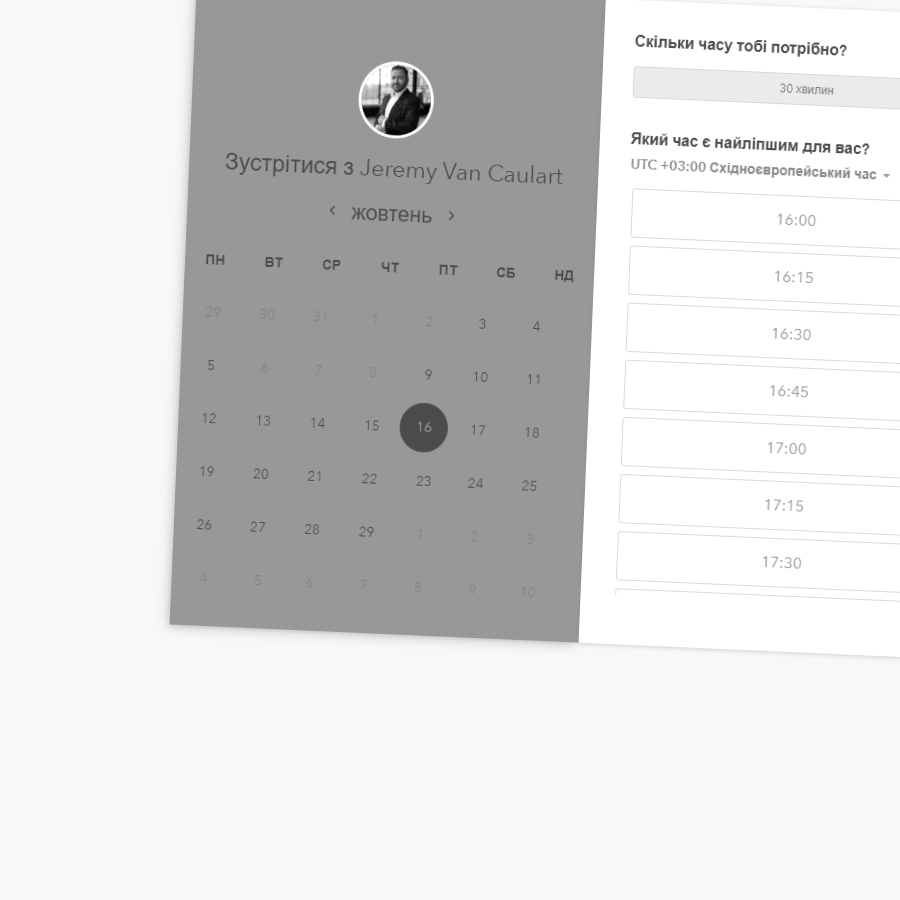 Зустрітися з Jeremy Van Caulart
‹ жовтень ›
ПН ВТ СР ЧТ ПТ СБ НД
29 30 31 1 2 3 4
5 6 7 8 9 10 11
12 13 14 15 16 17 18
19 20 21 22 23 24 25
26 27 28 29 1 2 3
4 5 6 7 8 9 10
Скільки часу тобі потрібно?
30 хвилин
Який час є найліпшим для вас?
UTC +03:00 Східноєвропейський час
16:00
16:15
16:30
16:45
17:00
17:15
17:30